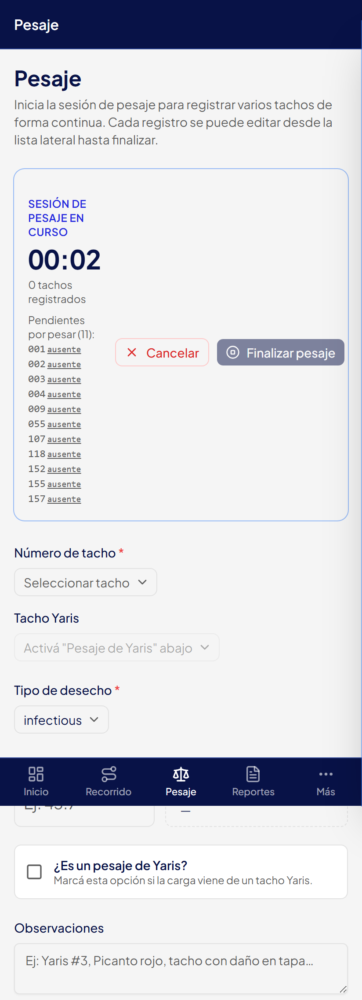 Pesaje
Pesaje
Inicia la sesión de pesaje para registrar varios tachos de
forma continua. Cada registro se puede editar desde la
lista lateral hasta finalizar.
SESIÓN DE
PESAJE EN
CURSO
00:02
0 tachos
registrados
Pendientes
por pesar (11):
001 ausente
002 ausente
003 ausente
004 ausente
009 ausente
055 ausente
107 ausente
118 ausente
152 ausente
155 ausente
157 ausente
Cancelar
Finalizar pesaje
Número de tacho *
Seleccionar tacho
Tacho Yaris
Activá "Pesaje de Yaris" abajo
Tipo de desecho *
infectious
Inicio
Recorrido
Pesaje
Reportes
Más
—
¿Es un pesaje de Yaris?
Marcá esta opción si la carga viene de un tacho Yaris.
Observaciones
Ej: Yaris #3, Picanto rojo, tacho con daño en tapa...